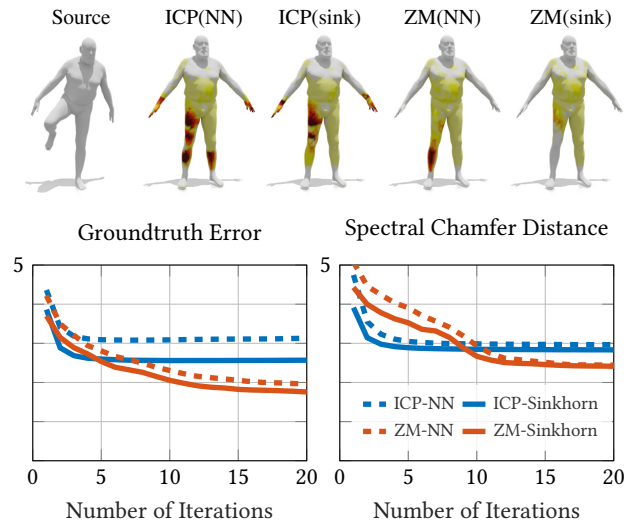 Source ICP(NN) ICP(sink) ZM(NN) ZM(sink)
Groundtruth Error Spectral Chamfer Distance
5 5
ICP-NN ICP-Sinkhorn
ZM-NN ZM-Sinkhorn
0 5 10 15 20 0 5 10 15 20
Number of Iterations Number of Iterations